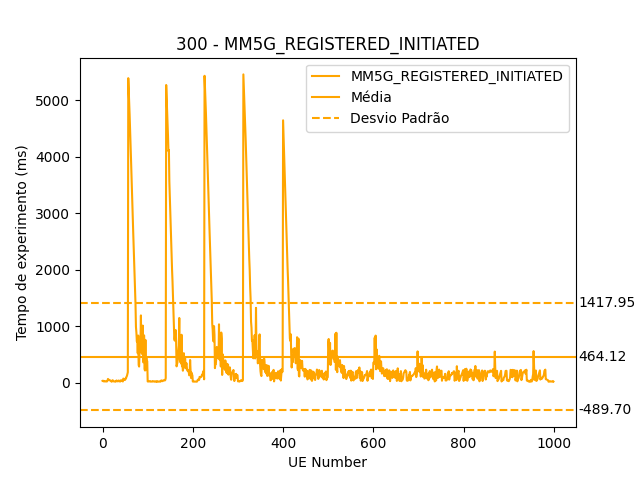 300 - MM5G_REGISTERED_INITIATED
MM5G_REGISTERED_INITIATED
Média
Desvio Padrão
Tempo de experimento (ms)
5000
4000
3000
2000
1000
0
1417.95
464.12
-489.70
0 200 400 600 800 1000
UE Number